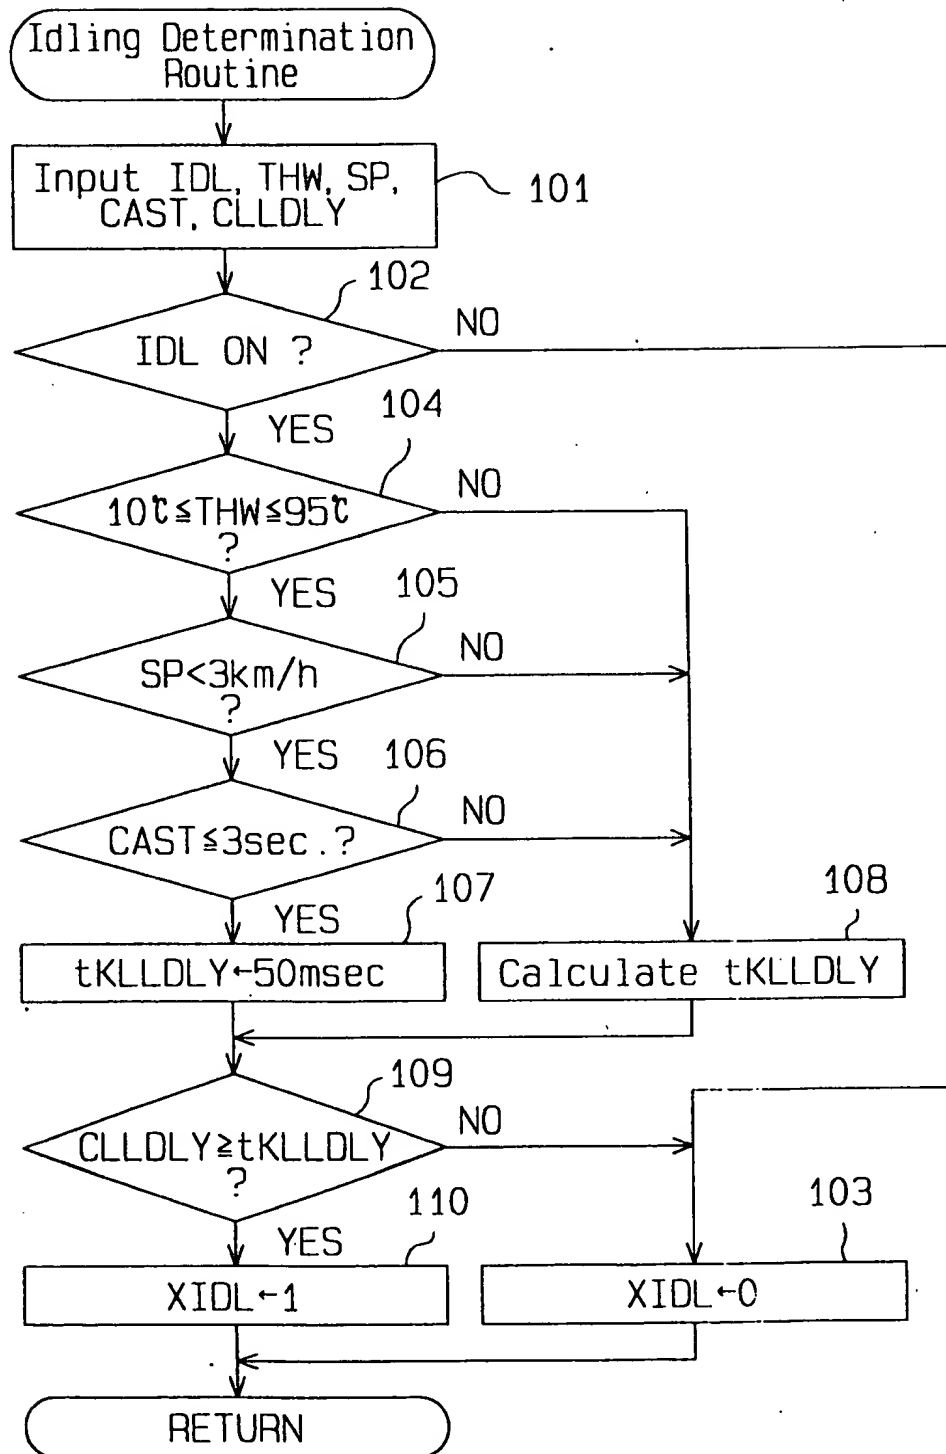 Idling Determination
Routine
Input IDL, THW, SP,
CAST, CLLDLY
101
102
IDL ON ?
NO
YES
104
10℃≦THW≦95℃
?
NO
YES
105
SP<3km/h
?
NO
YES
106
CAST≦3sec.?
NO
YES
107
tKLLDLY←50msec
108
Calculate tKLLDLY
109
CLLDLY≧tKLLDLY
?
NO
YES
110
XIDL←1
103
XIDL←0
RETURN